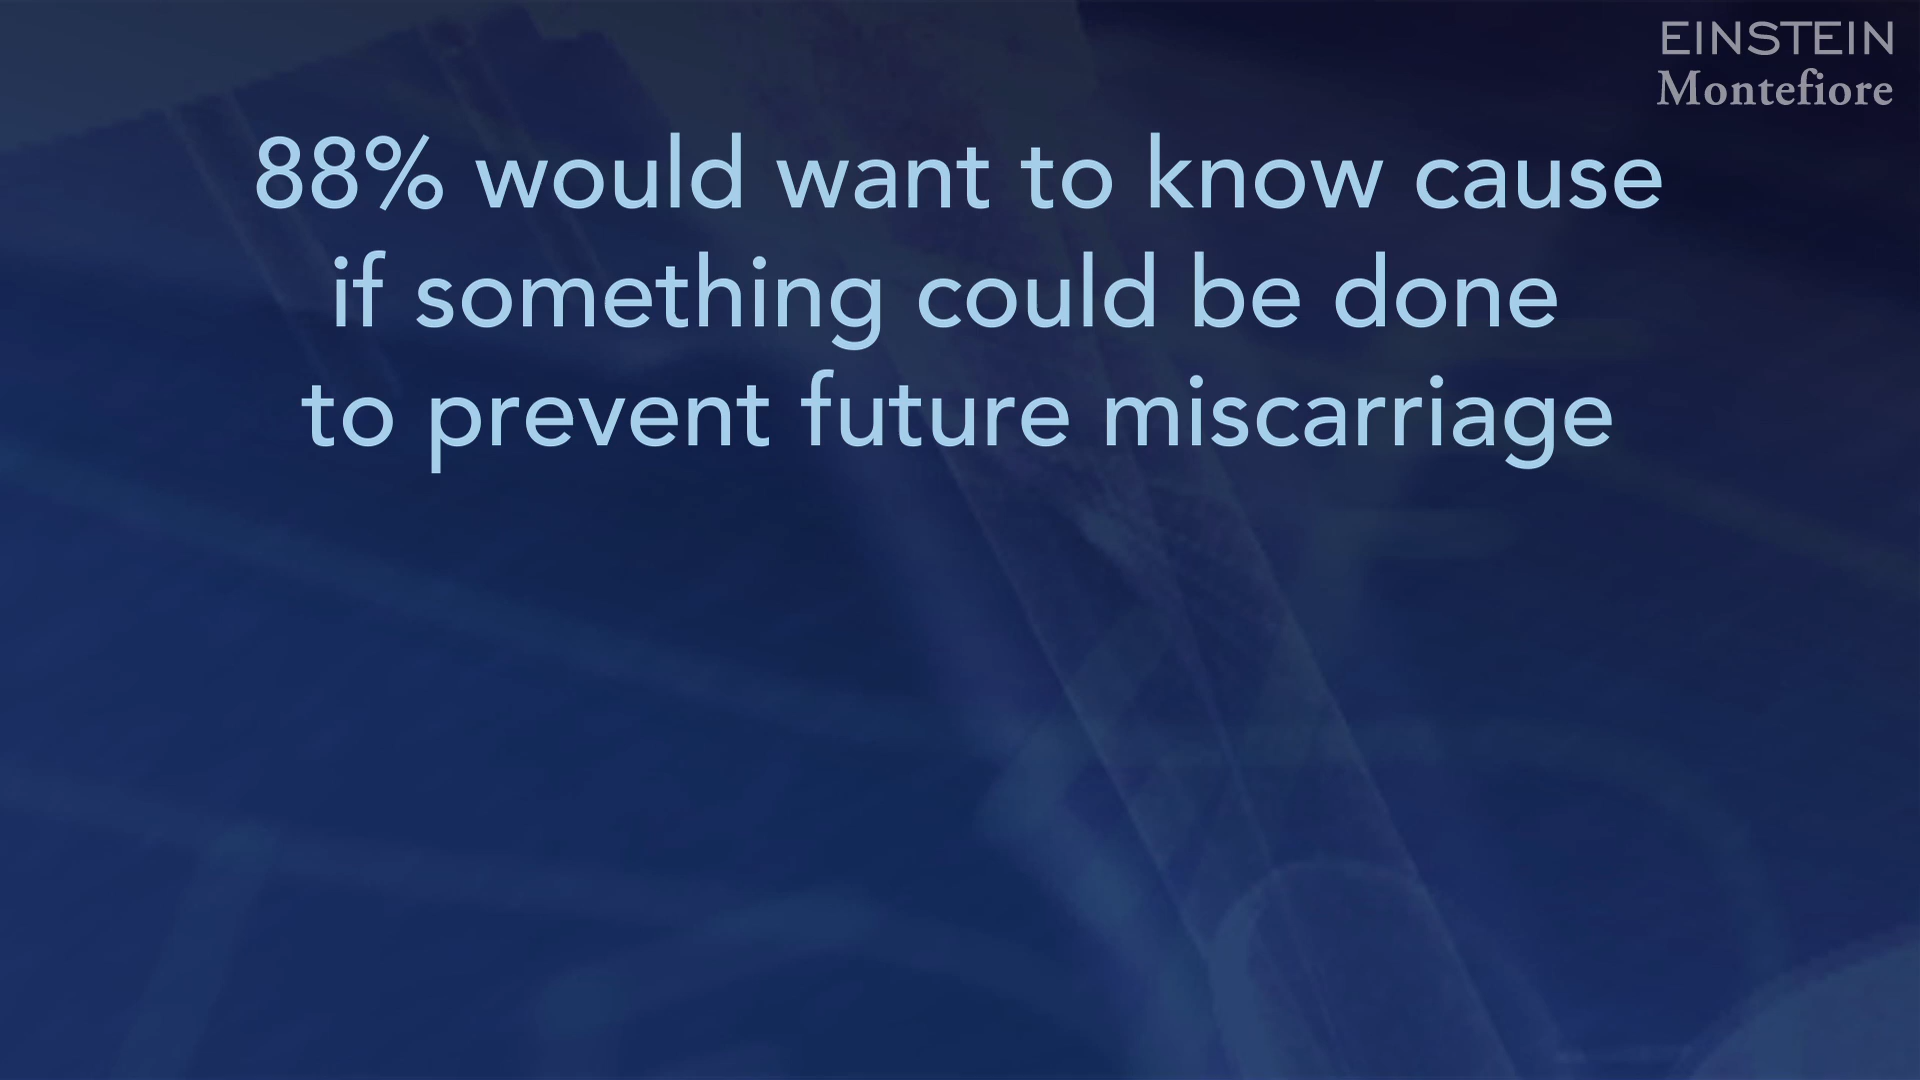 EINSTEIN
Montefiore
88% would want to know cause
if something could be done
to prevent future miscarriage